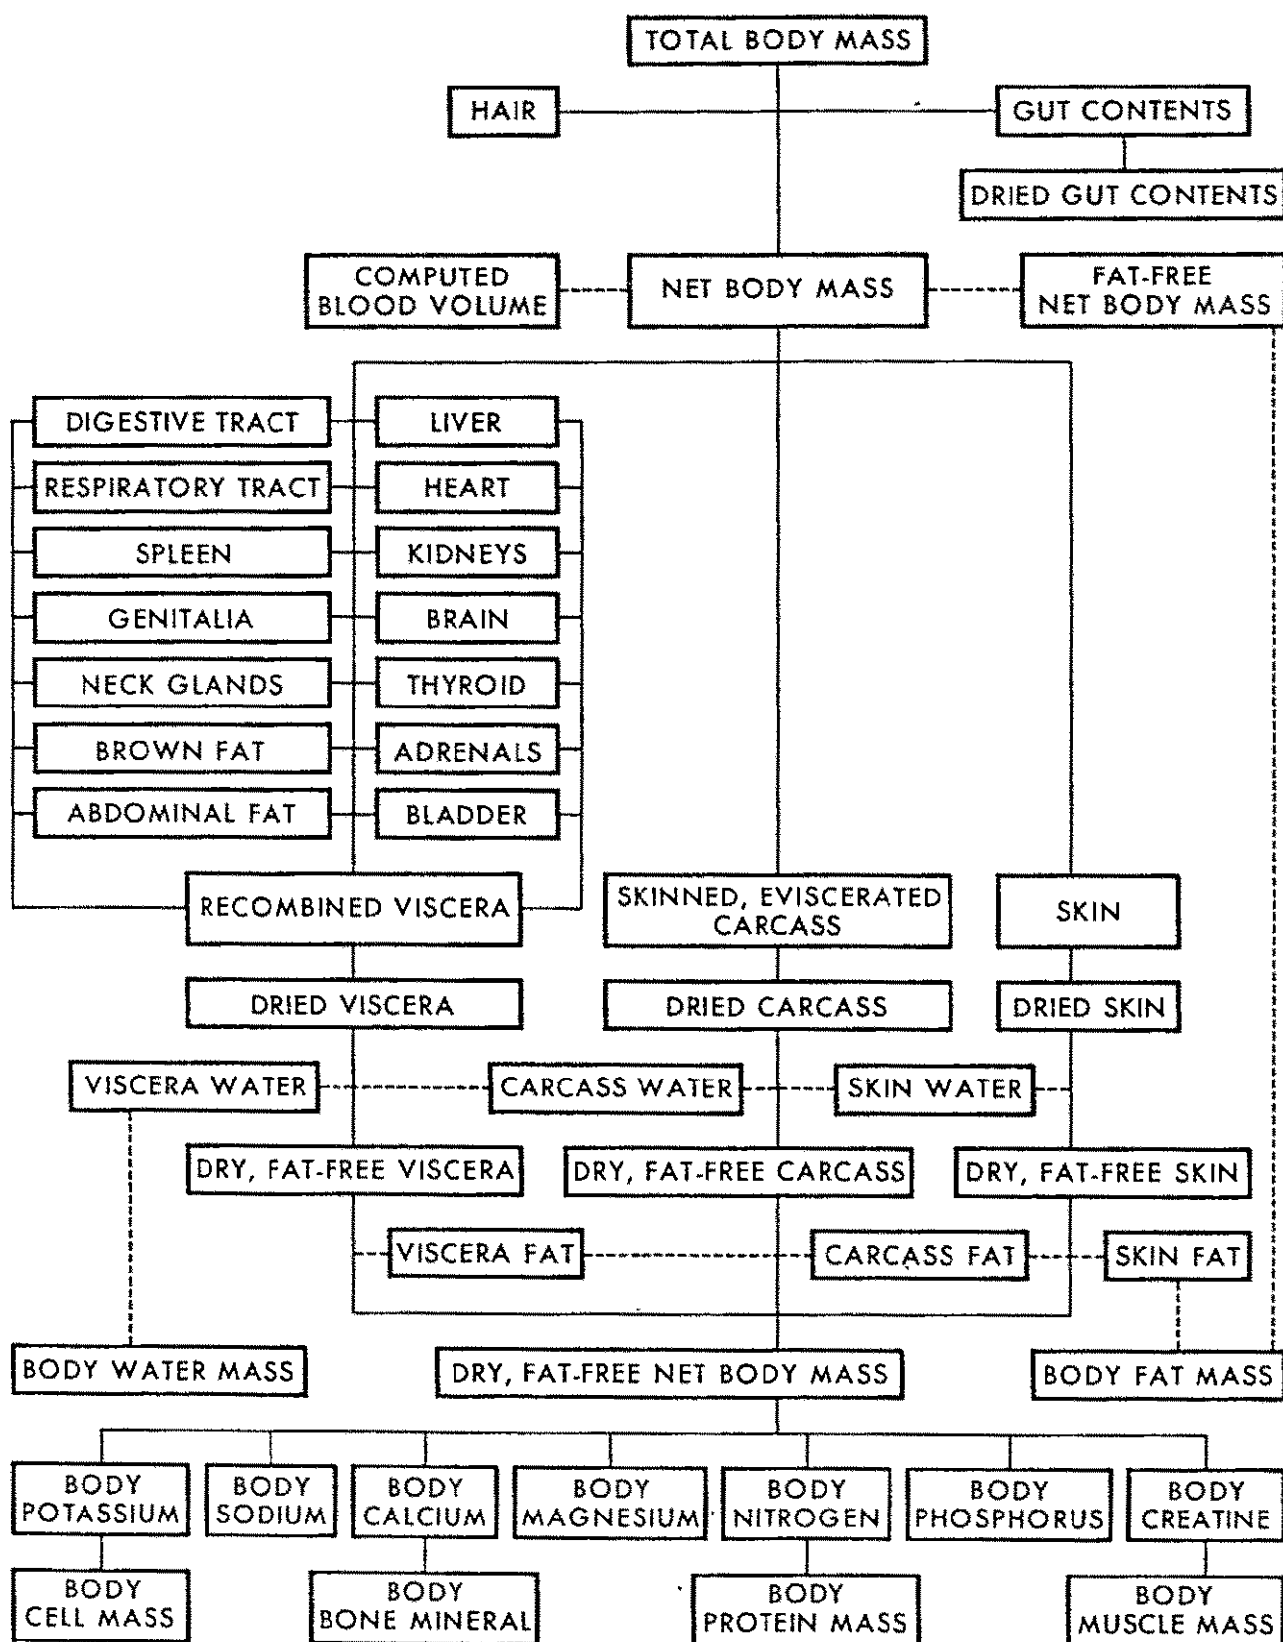 TOTAL BODY MASS
HAIR
GUT CONTENTS
DRIED GUT CONTENTS
COMPUTED
BLOOD VOLUME
NET BODY MASS
FAT-FREE
NET BODY MASS
DIGESTIVE TRACT
LIVER
RESPIRATORY TRACT
HEART
SPLEEN
KIDNEYS
GENITALIA
BRAIN
NECK GLANDS
THYROID
BROWN FAT
ADRENALS
ABDOMINAL FAT
BLADDER
RECOMBINED VISCERA
SKINNED, EVISCERATED
CARCASS
SKIN
DRIED VISCERA
DRIED CARCASS
DRIED SKIN
VISCERA WATER
CARCASS WATER
SKIN WATER
DRY, FAT-FREE VISCERA
DRY, FAT-FREE CARCASS
DRY, FAT-FREE SKIN
VISCERA FAT
CARCASS FAT
SKIN FAT
BODY WATER MASS
DRY, FAT-FREE NET BODY MASS
BODY FAT MASS
BODY
POTASSIUM
BODY
SODIUM
BODY
CALCIUM
BODY
MAGNESIUM
BODY
NITROGEN
BODY
PHOSPHORUS
BODY
CREATINE
BODY
CELL MASS
BODY
BONE MINERAL
BODY
PROTEIN MASS
BODY
MUSCLE MASS